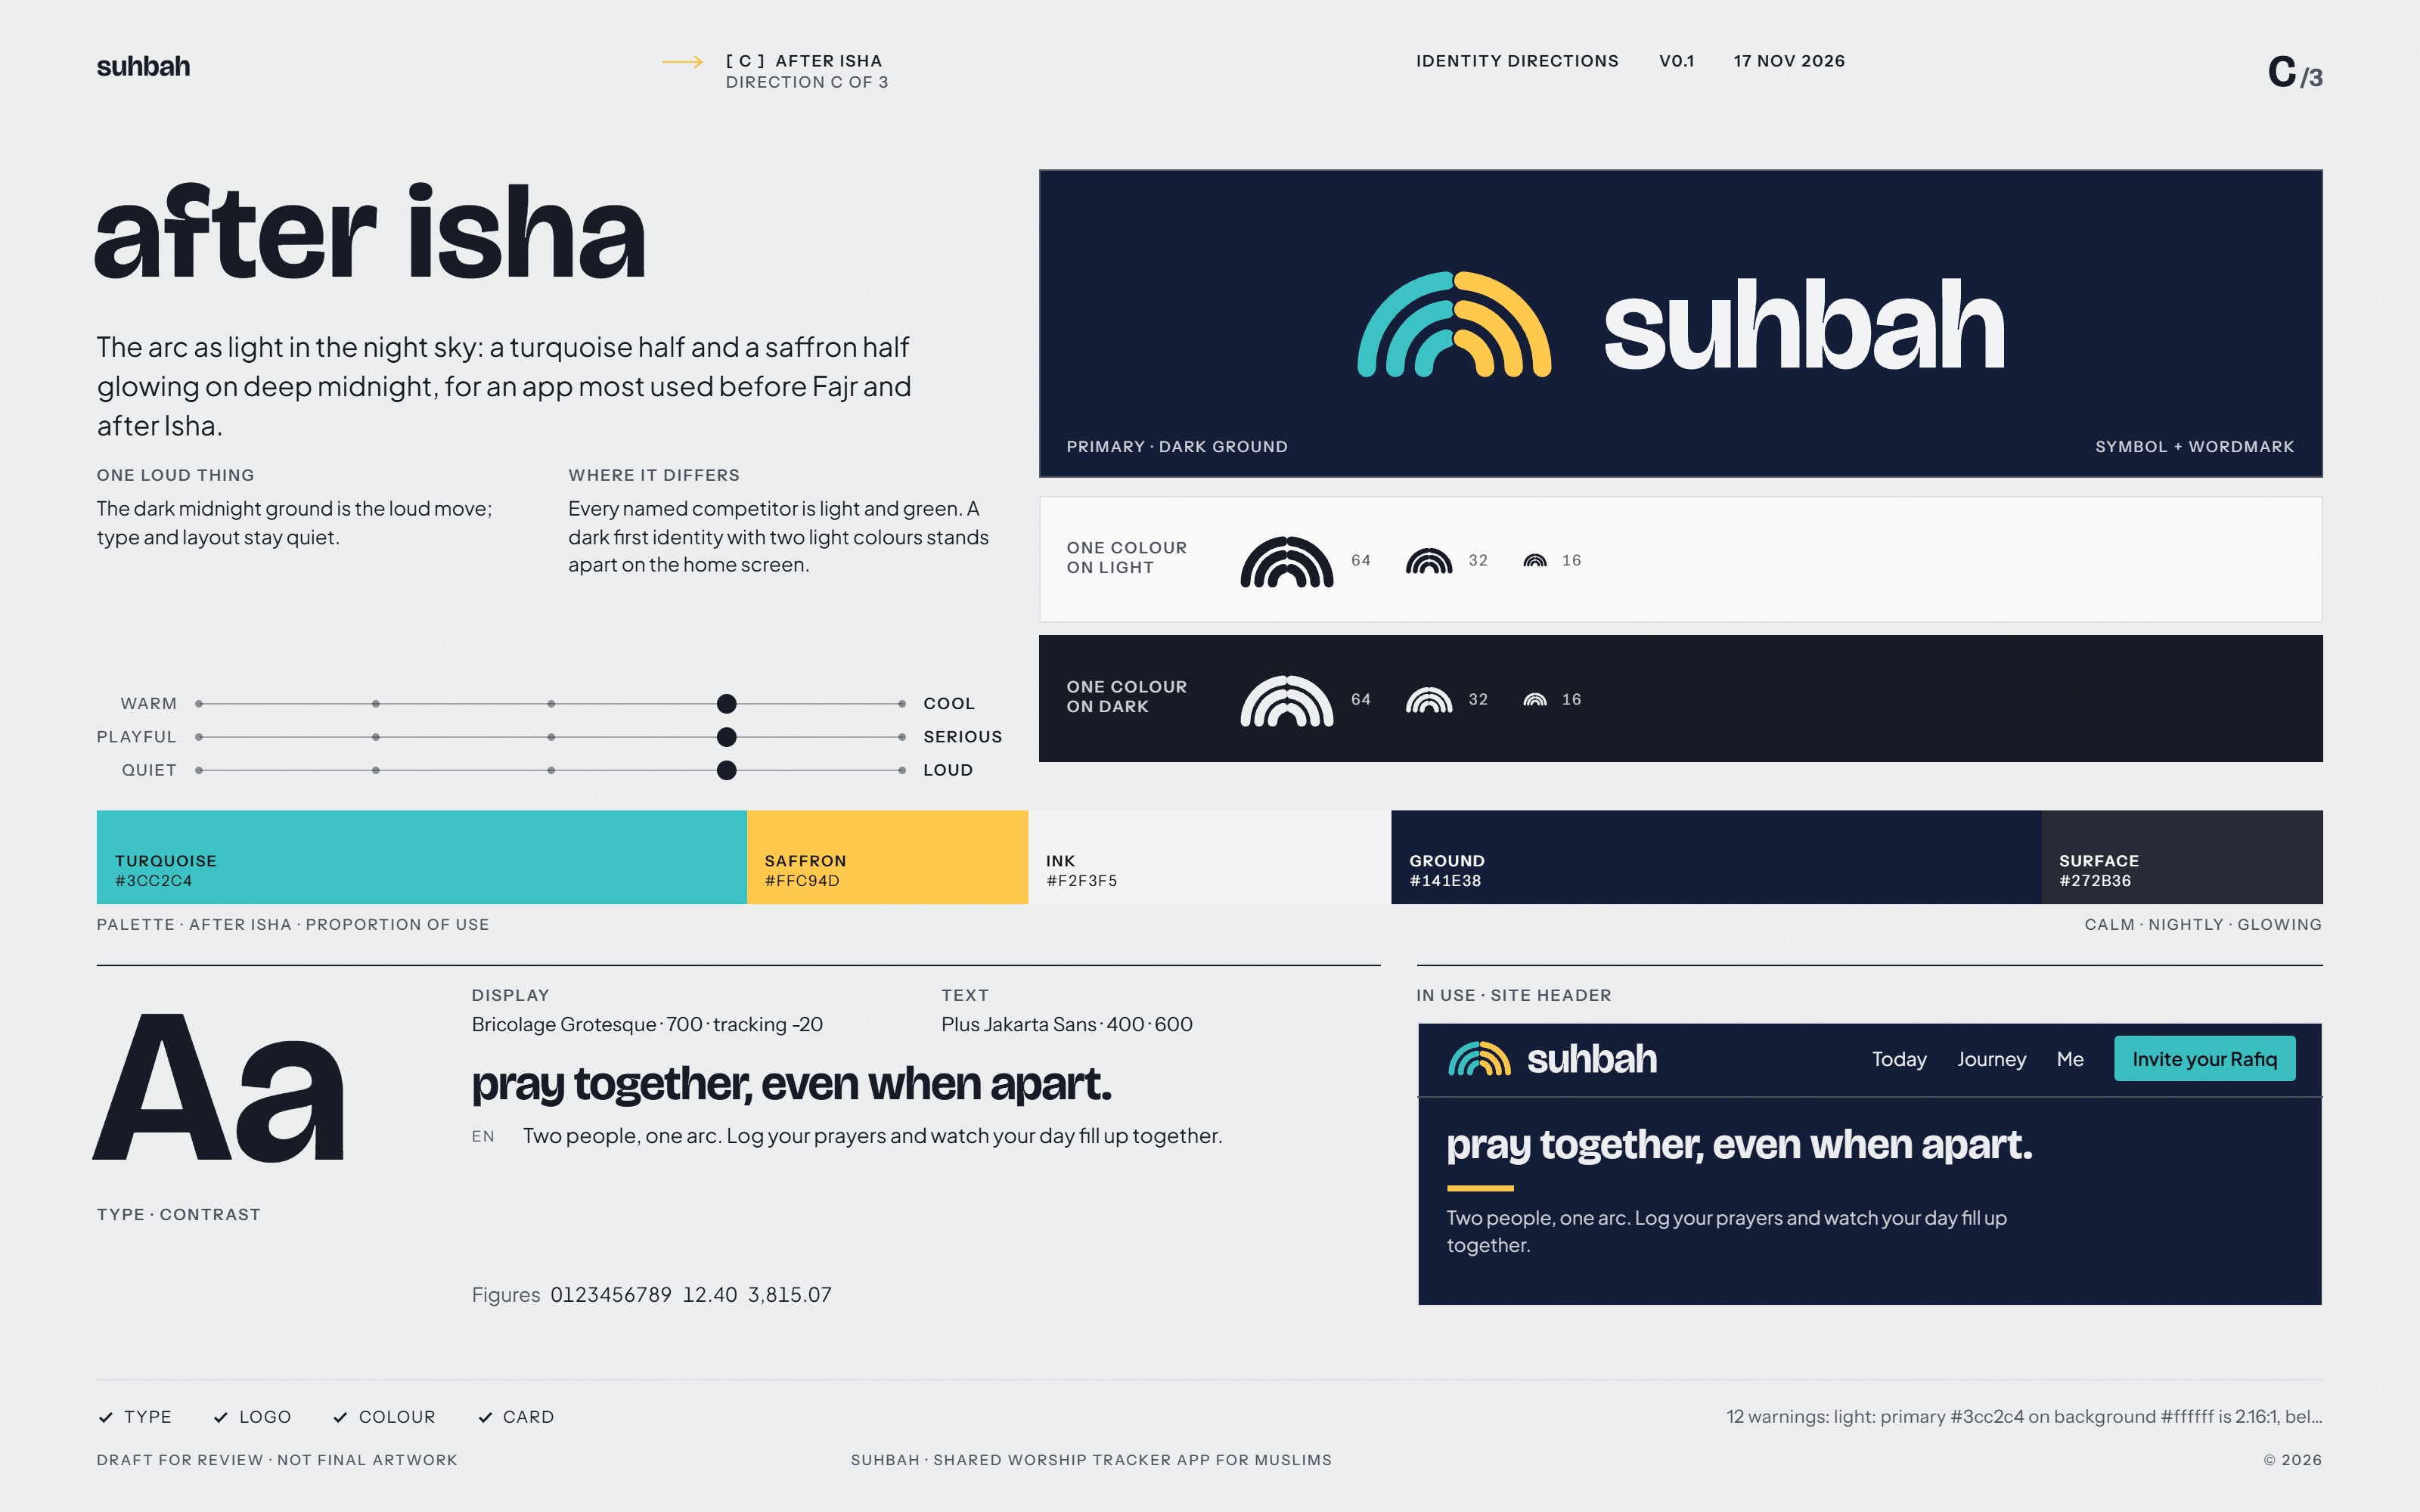 suhbah
[ C ] AFTER ISHA
DIRECTION C OF 3
IDENTITY DIRECTIONS V0.1 17 NOV 2026
C/3
after isha
The arc as light in the night sky: a turquoise half and a saffron half
glowing on deep midnight, for an app most used before Fajr and
after Isha.
ONE LOUD THING
The dark midnight ground is the loud move;
type and layout stay quiet.
WHERE IT DIFFERS
Every named competitor is light and green. A
dark first identity with two light colours stands
apart on the home screen.
WARM COOL
PLAYFUL SERIOUS
QUIET LOUD
suhbah
PRIMARY · DARK GROUND SYMBOL + WORDMARK
ONE COLOUR
ON LIGHT
64 32 16
ONE COLOUR
ON DARK
64 32 16
TURQUOISE
#3CC2C4
SAFFRON
#FFC94D
INK
#F2F3F5
GROUND
#141E38
SURFACE
#272B36
PALETTE · AFTER ISHA · PROPORTION OF USE CALM · NIGHTLY · GLOWING
Aa
TYPE · CONTRAST
DISPLAY
Bricolage Grotesque · 700 · tracking -20
TEXT
Plus Jakarta Sans · 400 · 600
pray together, even when apart.
EN Two people, one arc. Log your prayers and watch your day fill up together.
Figures 0123456789 12.40 3,815.07
IN USE · SITE HEADER
suhbah Today Journey Me Invite your Rafiq
pray together, even when apart.
Two people, one arc. Log your prayers and watch your day fill up
together.
TYPE LOGO COLOUR CARD
12 warnings: light: primary #3cc2c4 on background #ffffff is 2.16:1, bel…
DRAFT FOR REVIEW · NOT FINAL ARTWORK SUHBAH · SHARED WORSHIP TRACKER APP FOR MUSLIMS © 2026